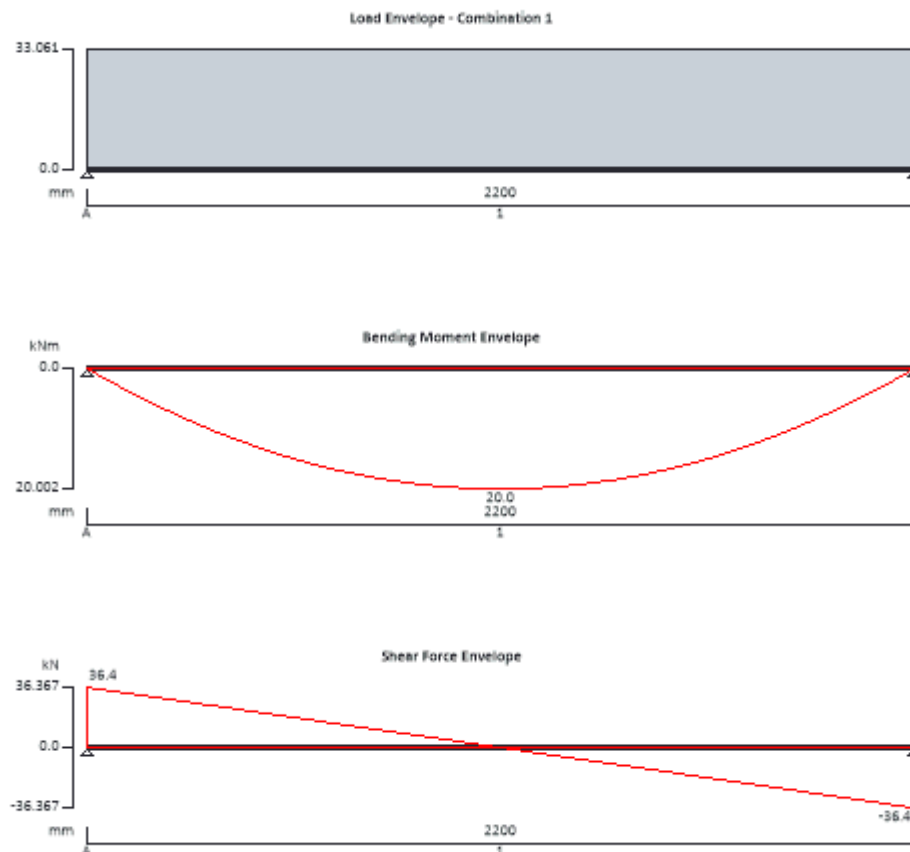 Load Envelope - Combination 1
33.061
0.0
mm
2200
A
1
Bending Moment Envelope
kNm
0.0
20.002
20.0
mm
2200
A
1
Shear Force Envelope
kN
36.367
36.4
0.0
-36.367
-36.4
mm
2200
A
1